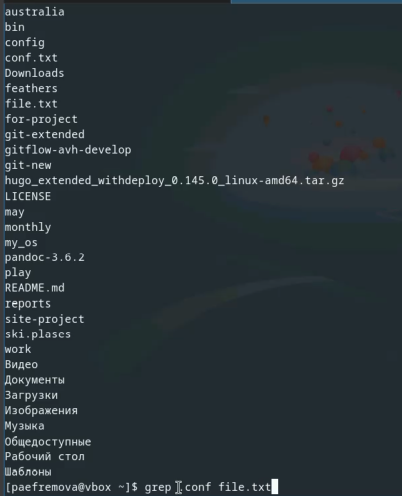 australia
bin
config
conf.txt
Downloads
feathers
file.txt
for-project
git-extended
gitflow-avh-develop
git-new
hugo_extended_withdeploy_0.145.0_linux-amd64.tar.gz
LICENSE
may
monthly
my_os
pandoc-3.6.2
play
README.md
reports
site-project
ski.plases
work
Видео
Документы
Загрузки
Изображения
Музыка
Общедоступные
Рабочий стол
Шаблоны
[paefremova@vbox ~]$ grep .conf file.txt